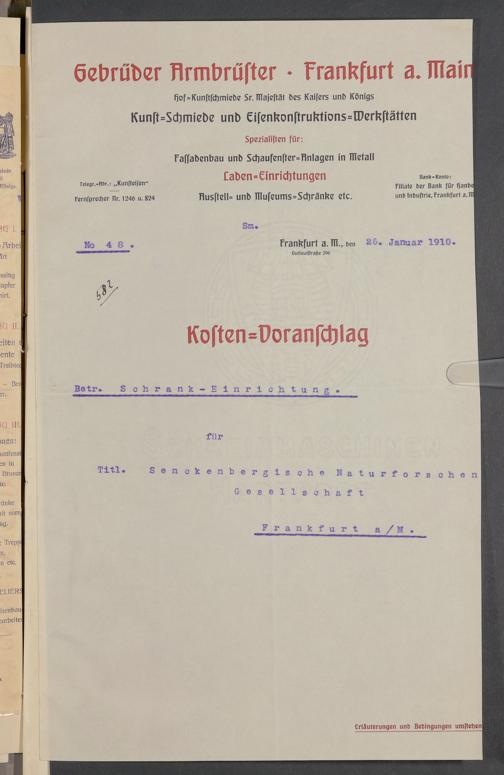 Gebrüder Armbrüſter · Frankfurt a. Main
Hof=Kunſtſchmiede Sr. Majeſtät des Kaiſers und Königs
Kunſt=Schmiede und Eiſenkonſtruktions=Werkſtätten
Spezialiſten für:
Faſſadenbau und Schaufenſter=Anlagen in Metall
Laden=Einrichtungen
Ausſtell= und Muſeums=Schränke etc.
Telegr.=Adr.: „Kunſteiſen"
Fernſprecher Nr. 1246 u. 824
Bank=Konto:
Filiale der Bank für Hande
und Induſtrie, Frankfurt a. M
Sm.
No 48.
Frankfurt a. M., den 26. Januar 1910.
582
Koſten=Voranſchlag
Betr. Schrank-Einrichtung.
für
Titl. Senckenbergische Naturforschen
Gesellschaft
Frankfurt a/M.
Erläuterungen und Bedingungen umſtehen